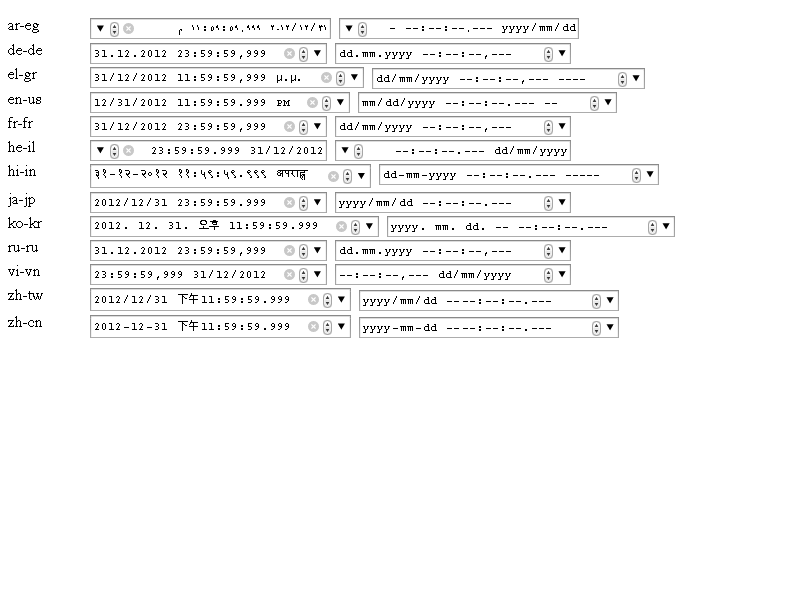 ar-eg ٣١/١٢/٢٠١٢ ١١:٥٩:٥٩.٩٩٩ م yyyy/mm/dd --:--:--.--- -
de-de 31.12.2012 23:59:59,999 dd.mm.yyyy --:--:--,---
el-gr 31/12/2012 11:59:59,999 μ.μ. dd/mm/yyyy --:--:--,--- ----
en-us 12/31/2012 11:59:59.999 PM mm/dd/yyyy --:--:--.--- --
fr-fr 31/12/2012 23:59:59,999 dd/mm/yyyy --:--:--,---
he-il 23:59:59.999 31/12/2012 --:--:--.--- dd/mm/yyyy
hi-in ३१-१२-२०१२ ११:५९:५९.९९९ अपराह्न dd-mm-yyyy --:--:--.--- -----
ja-jp 2012/12/31 23:59:59.999 yyyy/mm/dd --:--:--.---
ko-kr 2012. 12. 31. 오후 11:59:59.999 yyyy. mm. dd. -- --:--:--.---
ru-ru 31.12.2012 23:59:59,999 dd.mm.yyyy --:--:--,---
vi-vn 23:59:59,999 31/12/2012 --:--:--,--- dd/mm/yyyy
zh-tw 2012/12/31 下午11:59:59.999 yyyy/mm/dd ----:--:--.---
zh-cn 2012-12-31 下午11:59:59.999 yyyy-mm-dd ----:--:--.---